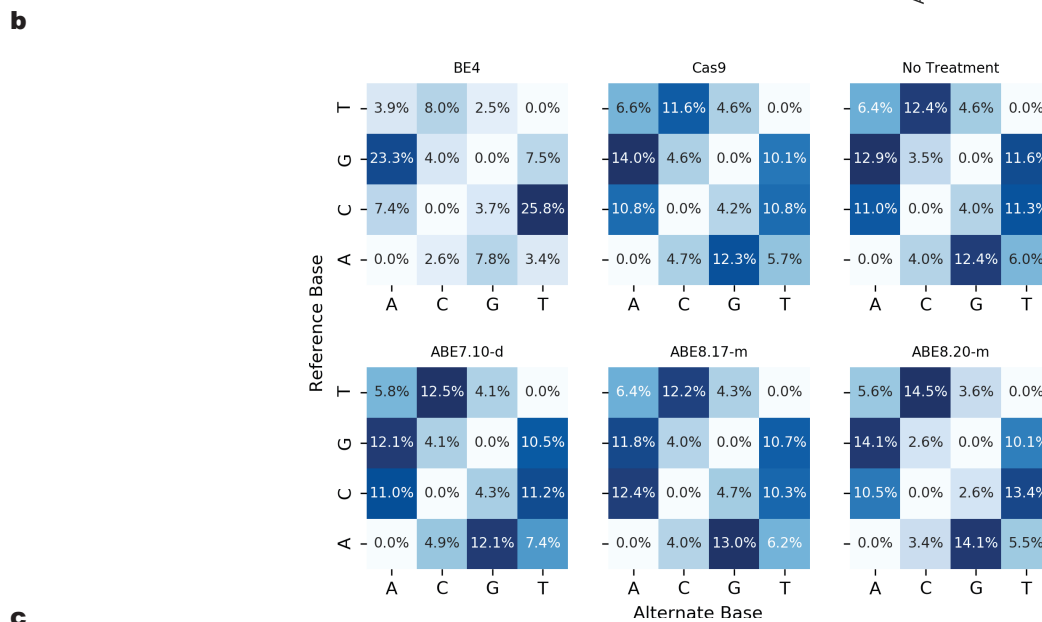 b
BE4 Cas9 No Treatment
T 3.9% 8.0% 2.5% 0.0% 6.6% 11.6% 4.6% 0.0% 6.4% 12.4% 4.6% 0.0%
G 23.3% 4.0% 0.0% 7.5% 14.0% 4.6% 0.0% 10.1% 12.9% 3.5% 0.0% 11.6%
C 7.4% 0.0% 3.7% 25.8% 10.8% 0.0% 4.2% 10.8% 11.0% 0.0% 4.0% 11.3%
A 0.0% 2.6% 7.8% 3.4% 0.0% 4.7% 12.3% 5.7% 0.0% 4.0% 12.4% 6.0%
A C G T A C G T A C G T
Reference Base
ABE7.10-d ABE8.17-m ABE8.20-m
T 5.8% 12.5% 4.1% 0.0% 6.4% 12.2% 4.3% 0.0% 5.6% 14.5% 3.6% 0.0%
G 12.1% 4.1% 0.0% 10.5% 11.8% 4.0% 0.0% 10.7% 14.1% 2.6% 0.0% 10.1%
C 11.0% 0.0% 4.3% 11.2% 12.4% 0.0% 4.7% 10.3% 10.5% 0.0% 2.6% 13.4%
A 0.0% 4.9% 12.1% 7.4% 0.0% 4.0% 13.0% 6.2% 0.0% 3.4% 14.1% 5.5%
A C G T A C G T A C G T
Alternate Base
c